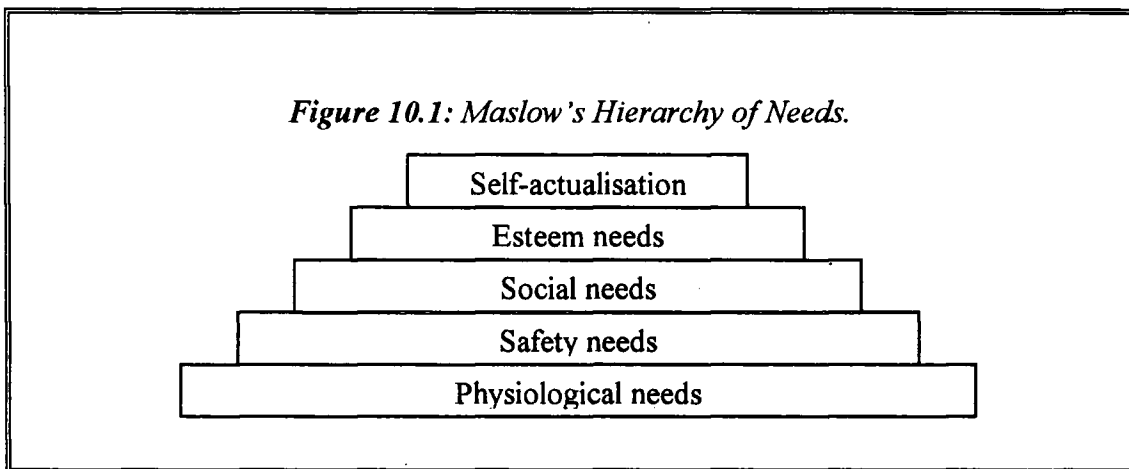 Figure 10.1: Maslow's Hierarchy of Needs.
Self-actualisation
Esteem needs
Social needs
Safety needs
Physiological needs